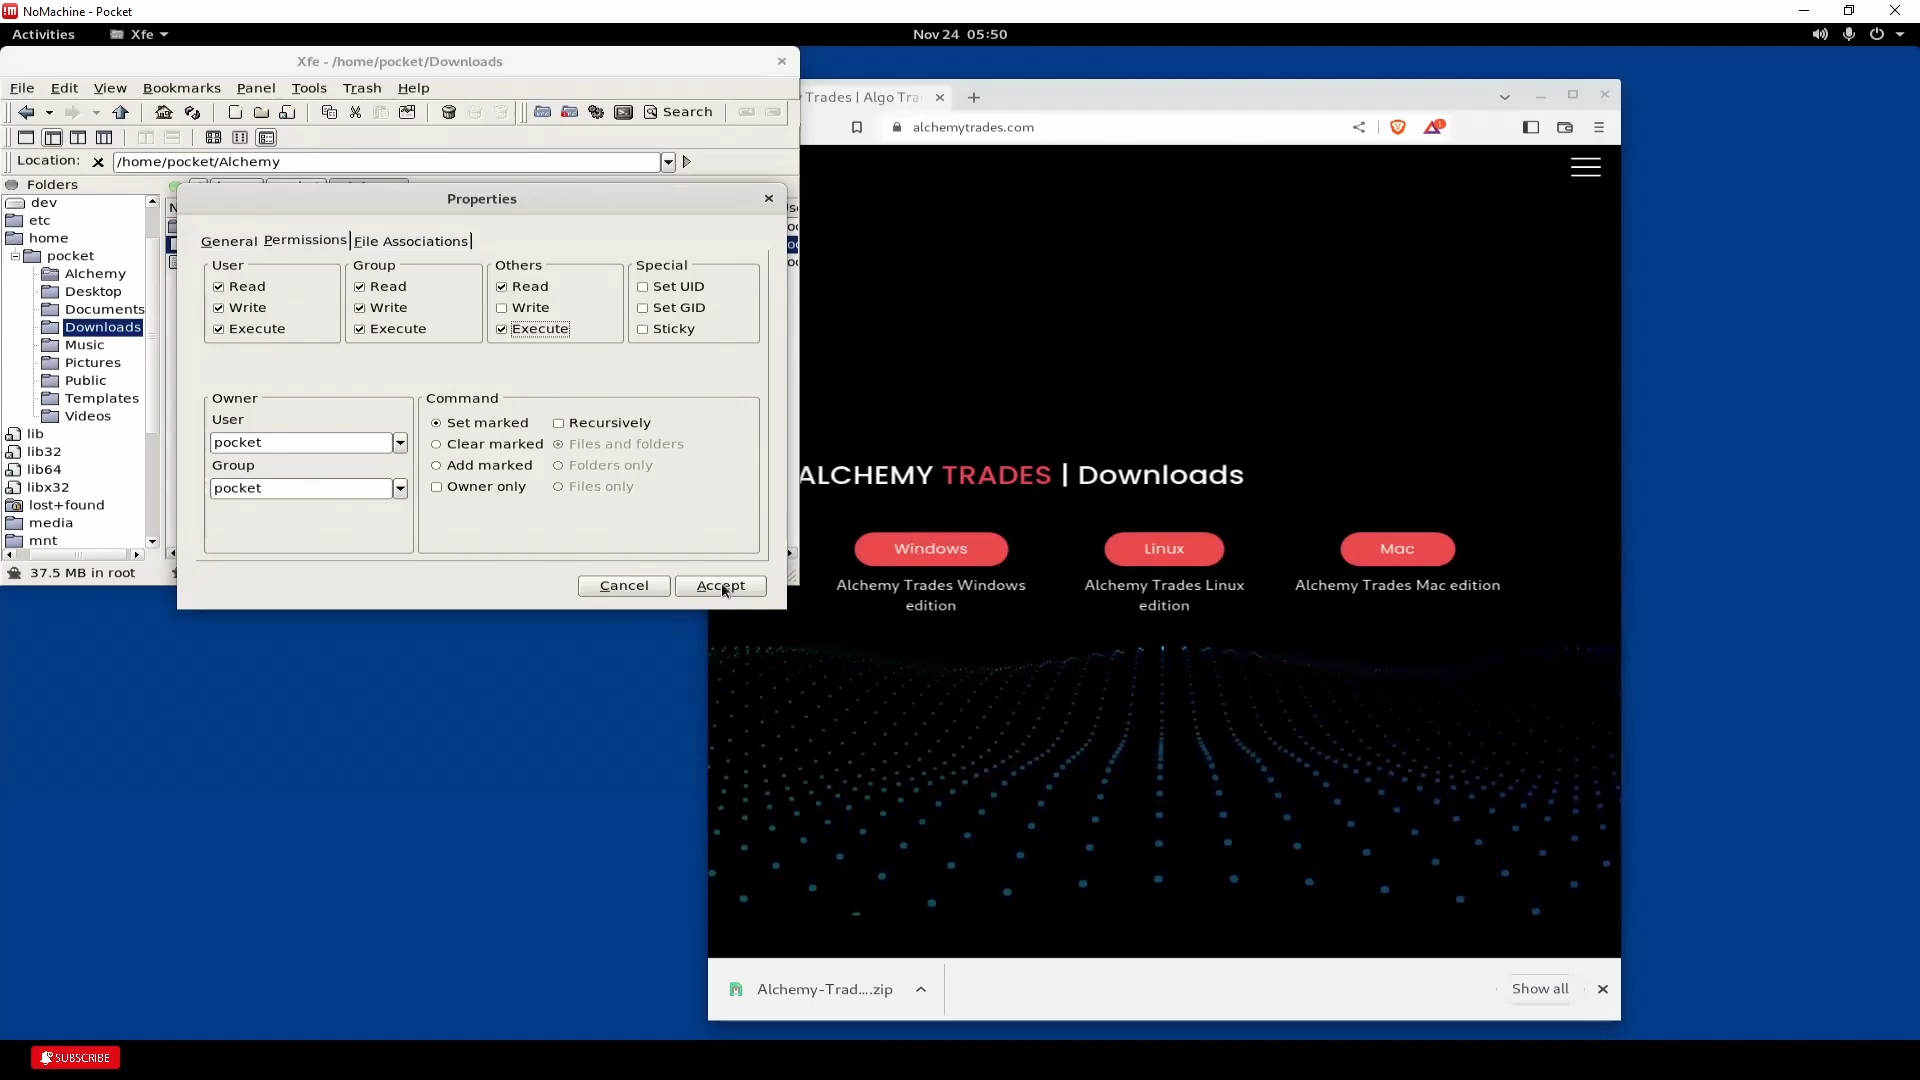 NoMachine - Pocket
Activities Xfe Nov 24 05:50
Xfe - /home/pocket/Downloads
File Edit View Bookmarks Panel Tools Trash Help
Search
Location: /home/pocket/Alchemy
Folders
dev
etc
home
pocket
Alchemy
Desktop
Documents
Downloads
Music
Pictures
Public
Templates
Videos
lib
lib32
lib64
libx32
lost+found
media
mnt
37.5 MB in root
Properties
General Permissions File Associations
User Group Others Special
Read Read Read Set UID
Write Write Write Set GID
Execute Execute Execute Sticky
Owner
User
pocket
Group
pocket
Command
Set marked Recursively
Clear marked Files and folders
Add marked Folders only
Owner only Files only
Cancel Accept
Trades | Algo Tra
alchemytrades.com
ALCHEMY TRADES | Downloads
Windows Linux Mac
Alchemy Trades Windows edition
Alchemy Trades Linux edition
Alchemy Trades Mac edition
Alchemy-Trad....zip
Show all
SUBSCRIBE